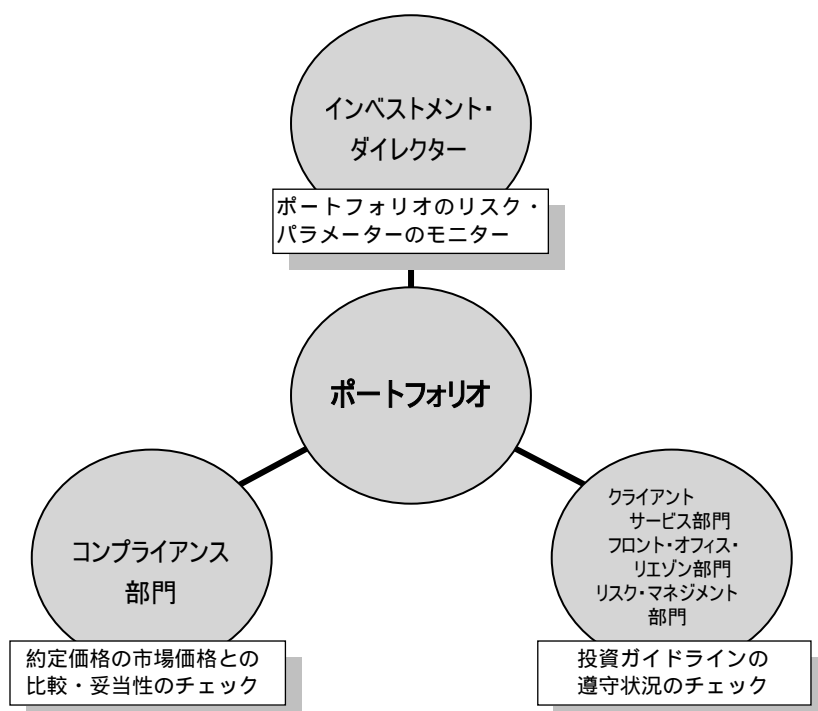 インベストメント・
ダイレクター
ポートフォリオのリスク・
パラメーターのモニター
ポートフォリオ
コンプライアンス
部門
約定価格の市場価格との
比較・妥当性のチェック
クライアント
サービス部門
フロント・オフィス・
リエゾン部門
リスク・マネジメント
部門
投資ガイドラインの
遵守状況のチェック